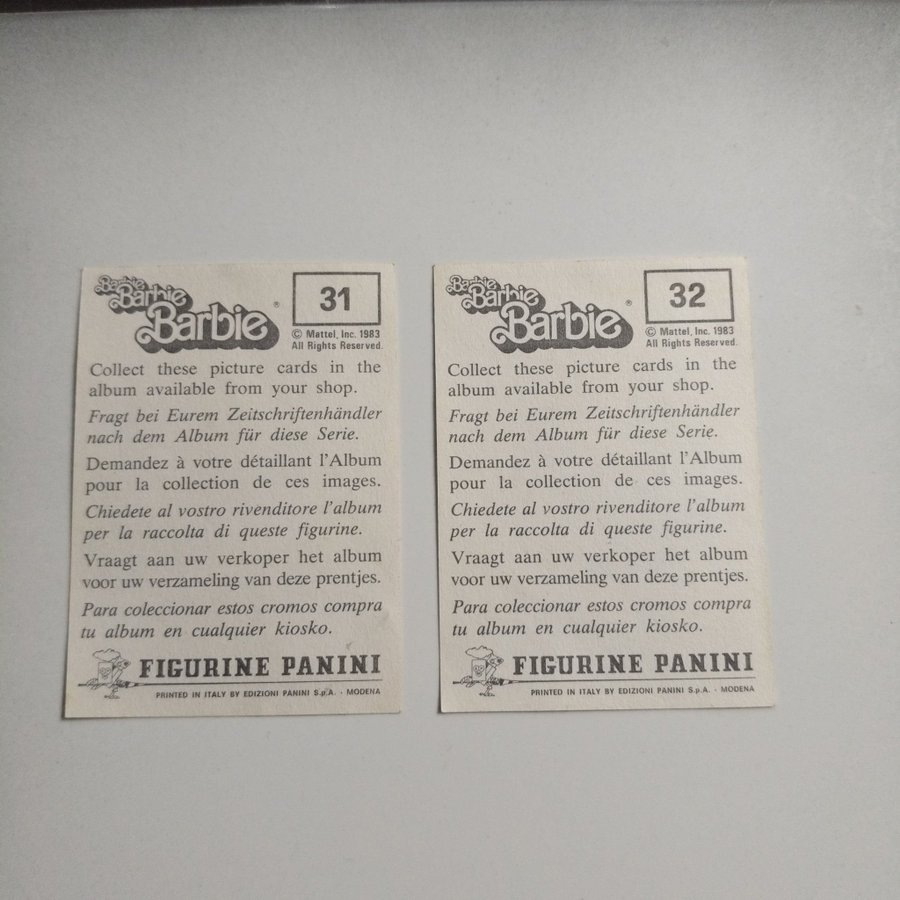 Barbie
Barbie
Barbie®
31
© Mattel, Inc. 1983
All Rights Reserved.
Collect these picture cards in the
album available from your shop.
Fragt bei Eurem Zeitschriftenhändler
nach dem Album für diese Serie.
Demandez à votre détaillant l'Album
pour la collection de ces images.
Chiedete al vostro rivenditore l'album
per la raccolta di queste figurine.
Vraagt aan uw verkoper het album
voor uw verzameling van deze prentjes.
Para coleccionar estos cromos compra
tu album en cualquier kiosko.
FIGURINE PANINI
PRINTED IN ITALY BY EDIZIONI PANINI S.p.A. - MODENA
Barbie
Barbie
Barbie®
32
© Mattel, Inc. 1983
All Rights Reserved.
Collect these picture cards in the
album available from your shop.
Fragt bei Eurem Zeitschriftenhändler
nach dem Album für diese Serie.
Demandez à votre détaillant l'Album
pour la collection de ces images.
Chiedete al vostro rivenditore l'album
per la raccolta di queste figurine.
Vraagt aan uw verkoper het album
voor uw verzameling van deze prentjes.
Para coleccionar estos cromos compra
tu album en cualquier kiosko.
FIGURINE PANINI
PRINTED IN ITALY BY EDIZIONI PANINI S.p.A. - MODENA